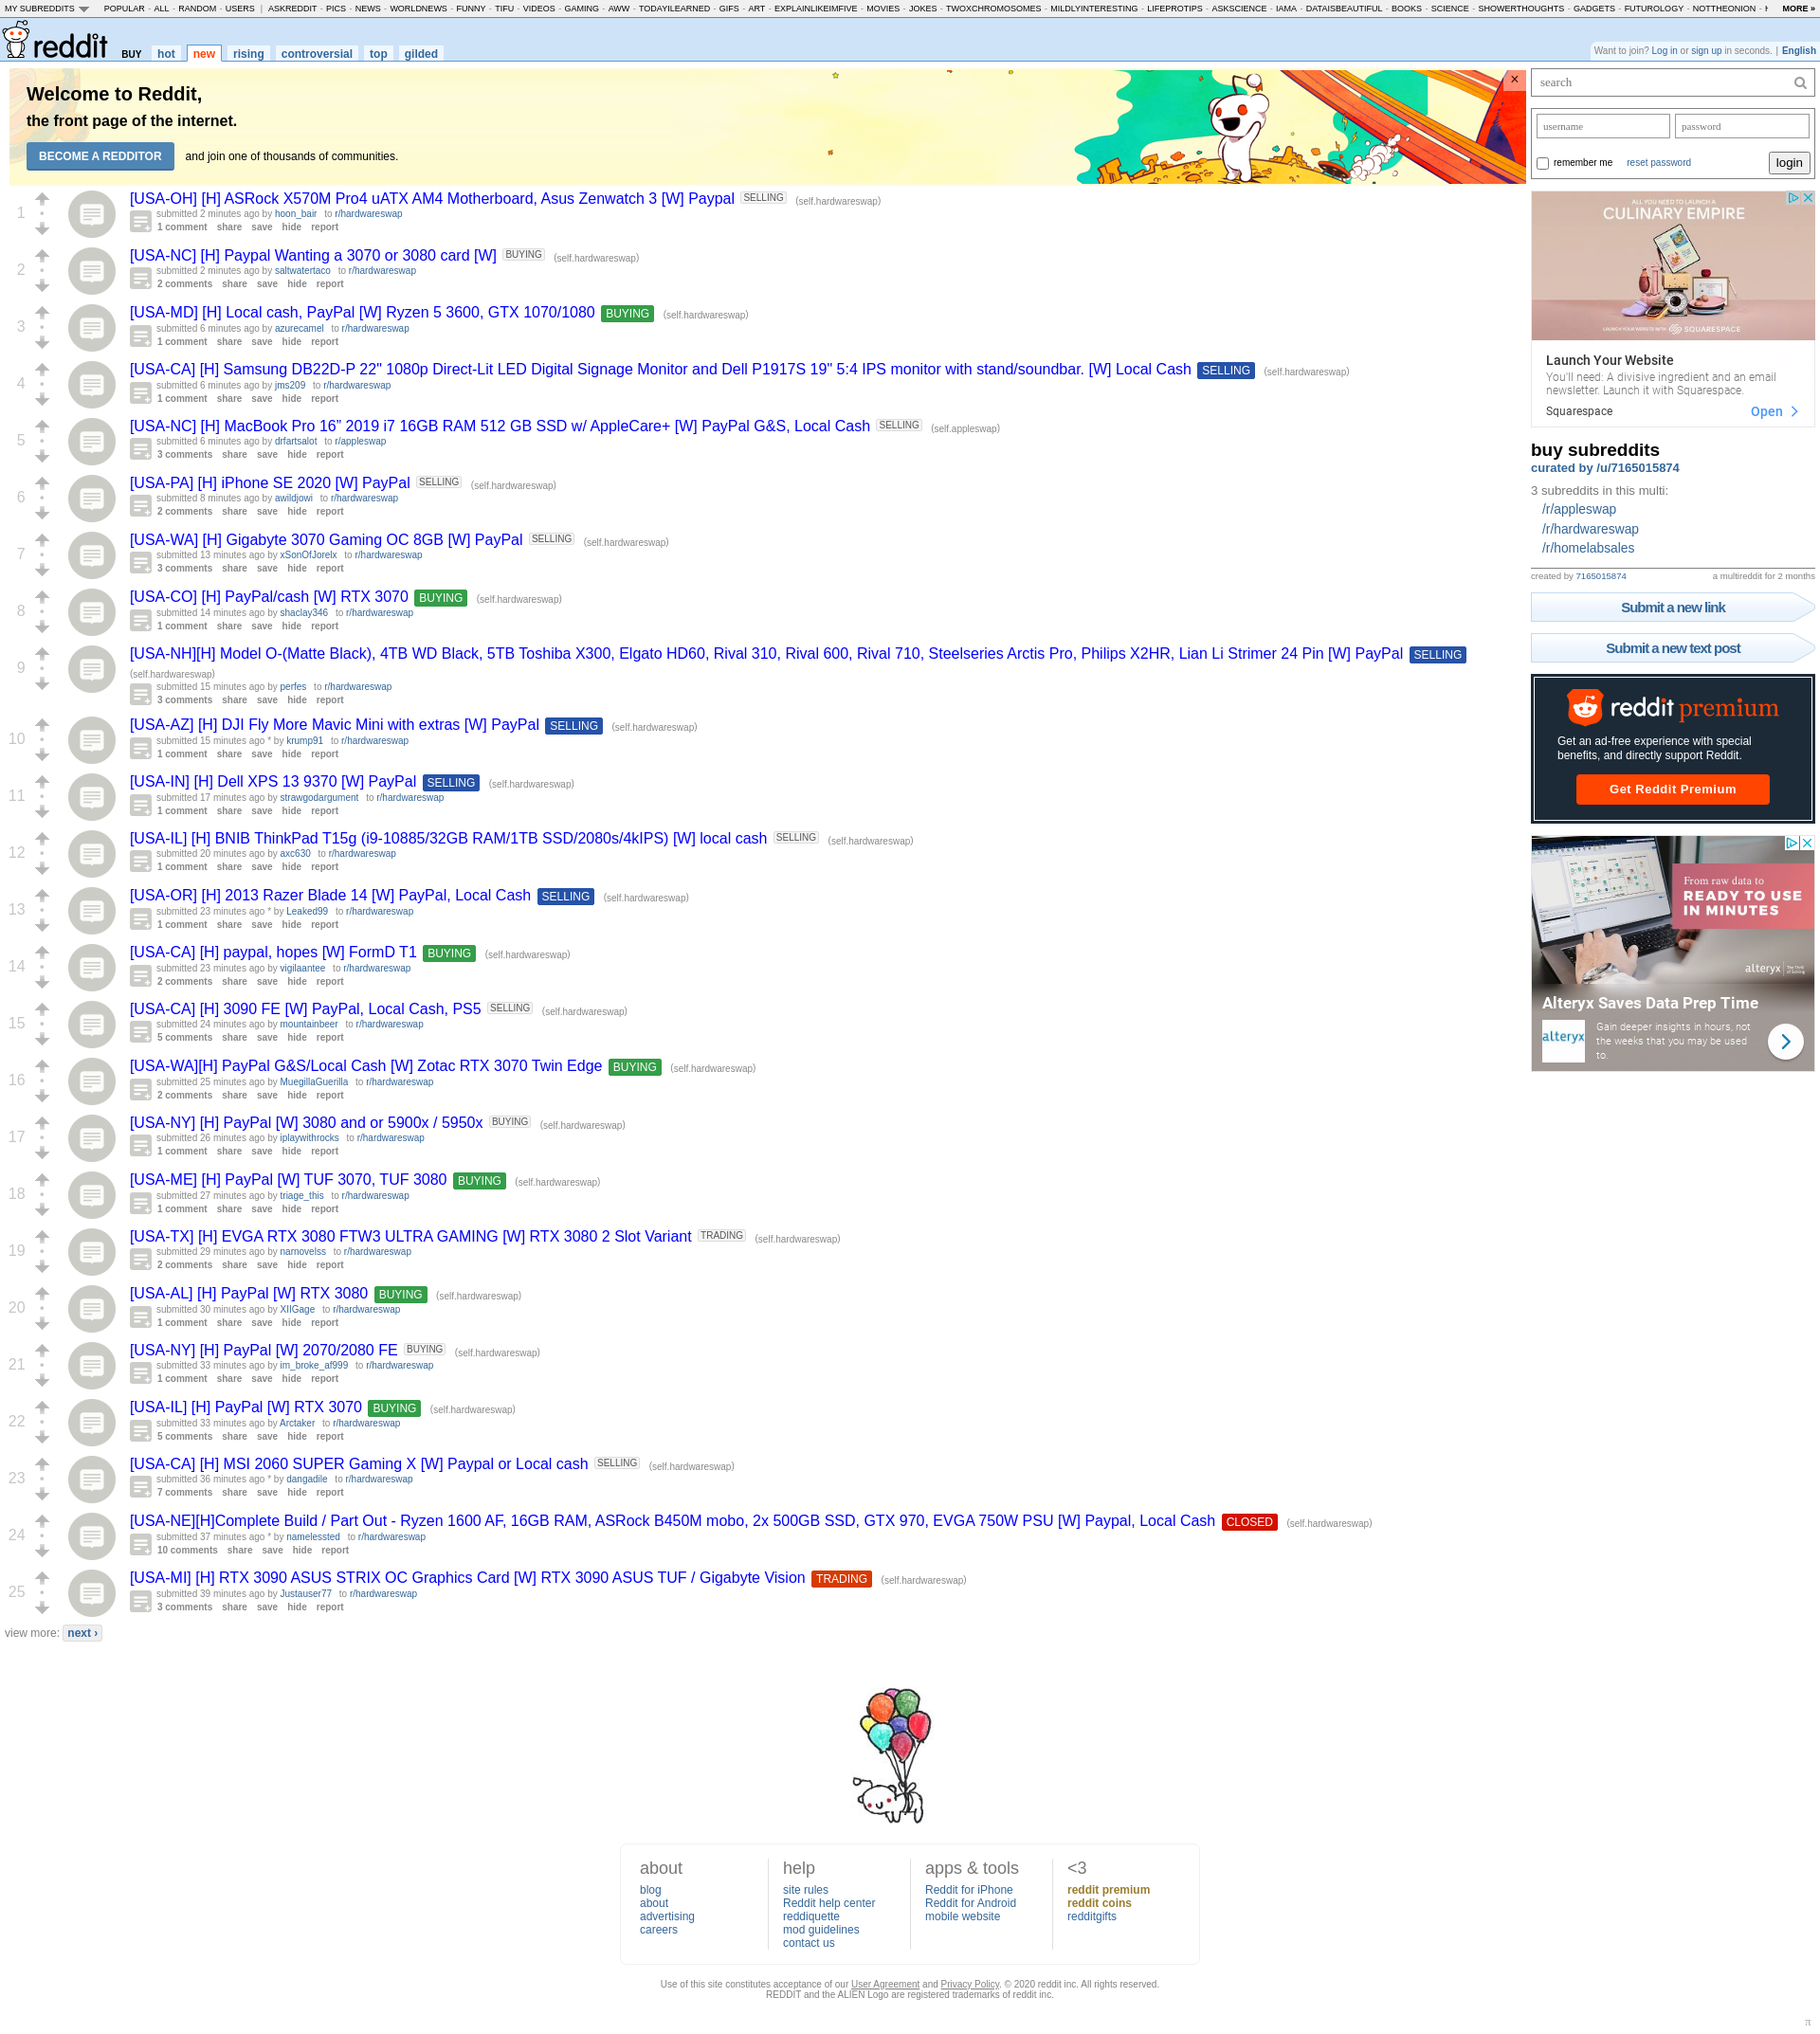 MY SUBREDDITS POPULAR - ALL - RANDOM - USERS | ASKREDDIT - PICS - NEWS - WORLDNEWS - FUNNY - TIFU - VIDEOS - GAMING - AWW - TODAYILEARNED - GIFS - ART - EXPLAINLIKEIMFIVE - MOVIES - JOKES - TWOXCHROMOSOMES - MILDLYINTERESTING - LIFEPROTIPS - ASKSCIENCE - IAMA - DATAISBEAUTIFUL - BOOKS - SCIENCE - SHOWERTHOUGHTS - GADGETS - FUTUROLOGY - NOTTHEONION - MORE »
reddit BUY hot new rising controversial top gilded
Want to join? Log in or sign up in seconds. | English
Welcome to Reddit,
the front page of the internet.
BECOME A REDDITOR and join one of thousands of communities.
×
1
[USA-OH] [H] ASRock X570M Pro4 uATX AM4 Motherboard, Asus Zenwatch 3 [W] Paypal SELLING (self.hardwareswap)
submitted 2 minutes ago by hoon_bair to r/hardwareswap
1 comment share save hide report
2
[USA-NC] [H] Paypal Wanting a 3070 or 3080 card [W] BUYING (self.hardwareswap)
submitted 2 minutes ago by saltwatertaco to r/hardwareswap
2 comments share save hide report
3
[USA-MD] [H] Local cash, PayPal [W] Ryzen 5 3600, GTX 1070/1080 BUYING (self.hardwareswap)
submitted 6 minutes ago by azurecamel to r/hardwareswap
1 comment share save hide report
4
[USA-CA] [H] Samsung DB22D-P 22" 1080p Direct-Lit LED Digital Signage Monitor and Dell P1917S 19" 5:4 IPS monitor with stand/soundbar. [W] Local Cash SELLING (self.hardwareswap)
submitted 6 minutes ago by jms209 to r/hardwareswap
1 comment share save hide report
5
[USA-NC] [H] MacBook Pro 16” 2019 i7 16GB RAM 512 GB SSD w/ AppleCare+ [W] PayPal G&S, Local Cash SELLING (self.appleswap)
submitted 6 minutes ago by drfartsalot to r/appleswap
3 comments share save hide report
6
[USA-PA] [H] iPhone SE 2020 [W] PayPal SELLING (self.hardwareswap)
submitted 8 minutes ago by awildjowi to r/hardwareswap
2 comments share save hide report
7
[USA-WA] [H] Gigabyte 3070 Gaming OC 8GB [W] PayPal SELLING (self.hardwareswap)
submitted 13 minutes ago by xSonOfJorelx to r/hardwareswap
3 comments share save hide report
8
[USA-CO] [H] PayPal/cash [W] RTX 3070 BUYING (self.hardwareswap)
submitted 14 minutes ago by shaclay346 to r/hardwareswap
1 comment share save hide report
9
[USA-NH][H] Model O-(Matte Black), 4TB WD Black, 5TB Toshiba X300, Elgato HD60, Rival 310, Rival 600, Rival 710, Steelseries Arctis Pro, Philips X2HR, Lian Li Strimer 24 Pin [W] PayPal SELLING
(self.hardwareswap)
submitted 15 minutes ago by perfes to r/hardwareswap
3 comments share save hide report
10
[USA-AZ] [H] DJI Fly More Mavic Mini with extras [W] PayPal SELLING (self.hardwareswap)
submitted 15 minutes ago * by krump91 to r/hardwareswap
1 comment share save hide report
11
[USA-IN] [H] Dell XPS 13 9370 [W] PayPal SELLING (self.hardwareswap)
submitted 17 minutes ago by strawgodargument to r/hardwareswap
1 comment share save hide report
12
[USA-IL] [H] BNIB ThinkPad T15g (i9-10885/32GB RAM/1TB SSD/2080s/4kIPS) [W] local cash SELLING (self.hardwareswap)
submitted 20 minutes ago by axc630 to r/hardwareswap
1 comment share save hide report
13
[USA-OR] [H] 2013 Razer Blade 14 [W] PayPal, Local Cash SELLING (self.hardwareswap)
submitted 23 minutes ago * by Leaked99 to r/hardwareswap
1 comment share save hide report
14
[USA-CA] [H] paypal, hopes [W] FormD T1 BUYING (self.hardwareswap)
submitted 23 minutes ago by vigilaantee to r/hardwareswap
2 comments share save hide report
15
[USA-CA] [H] 3090 FE [W] PayPal, Local Cash, PS5 SELLING (self.hardwareswap)
submitted 24 minutes ago by mountainbeer to r/hardwareswap
5 comments share save hide report
16
[USA-WA][H] PayPal G&S/Local Cash [W] Zotac RTX 3070 Twin Edge BUYING (self.hardwareswap)
submitted 25 minutes ago by MuegillaGuerilla to r/hardwareswap
2 comments share save hide report
17
[USA-NY] [H] PayPal [W] 3080 and or 5900x / 5950x BUYING (self.hardwareswap)
submitted 26 minutes ago by iplaywithrocks to r/hardwareswap
1 comment share save hide report
18
[USA-ME] [H] PayPal [W] TUF 3070, TUF 3080 BUYING (self.hardwareswap)
submitted 27 minutes ago by triage_this to r/hardwareswap
1 comment share save hide report
19
[USA-TX] [H] EVGA RTX 3080 FTW3 ULTRA GAMING [W] RTX 3080 2 Slot Variant TRADING (self.hardwareswap)
submitted 29 minutes ago by narnovelss to r/hardwareswap
2 comments share save hide report
20
[USA-AL] [H] PayPal [W] RTX 3080 BUYING (self.hardwareswap)
submitted 30 minutes ago by XIIGage to r/hardwareswap
1 comment share save hide report
21
[USA-NY] [H] PayPal [W] 2070/2080 FE BUYING (self.hardwareswap)
submitted 33 minutes ago by im_broke_af999 to r/hardwareswap
1 comment share save hide report
22
[USA-IL] [H] PayPal [W] RTX 3070 BUYING (self.hardwareswap)
submitted 33 minutes ago by Arctaker to r/hardwareswap
5 comments share save hide report
23
[USA-CA] [H] MSI 2060 SUPER Gaming X [W] Paypal or Local cash SELLING (self.hardwareswap)
submitted 36 minutes ago * by dangadile to r/hardwareswap
7 comments share save hide report
24
[USA-NE][H]Complete Build / Part Out - Ryzen 1600 AF, 16GB RAM, ASRock B450M mobo, 2x 500GB SSD, GTX 970, EVGA 750W PSU [W] Paypal, Local Cash CLOSED (self.hardwareswap)
submitted 37 minutes ago * by namelessted to r/hardwareswap
10 comments share save hide report
25
[USA-MI] [H] RTX 3090 ASUS STRIX OC Graphics Card [W] RTX 3090 ASUS TUF / Gigabyte Vision TRADING (self.hardwareswap)
submitted 39 minutes ago by Justauser77 to r/hardwareswap
3 comments share save hide report
view more: next ›
search
username password
remember me reset password login
ALL YOU NEED TO LAUNCH A
CULINARY EMPIRE
LAUNCH YOUR WEBSITE WITH SQUARESPACE
Launch Your Website
You'll need: A divisive ingredient and an email
newsletter. Launch it with Squarespace.
Squarespace Open
buy subreddits
curated by /u/7165015874
3 subreddits in this multi:
/r/appleswap
/r/hardwareswap
/r/homelabsales
created by 7165015874 a multireddit for 2 months
Submit a new link
Submit a new text post
reddit premium
Get an ad-free experience with special
benefits, and directly support Reddit.
Get Reddit Premium
From raw data to
READY TO USE
IN MINUTES
alteryx
Alteryx Saves Data Prep Time
alteryx
Gain deeper insights in hours, not
the weeks that you may be used
to.
about
blog
about
advertising
careers
help
site rules
Reddit help center
reddiquette
mod guidelines
contact us
apps & tools
Reddit for iPhone
Reddit for Android
mobile website
<3
reddit premium
reddit coins
redditgifts
Use of this site constitutes acceptance of our User Agreement and Privacy Policy. © 2020 reddit inc. All rights reserved.
REDDIT and the ALIEN Logo are registered trademarks of reddit inc.
π